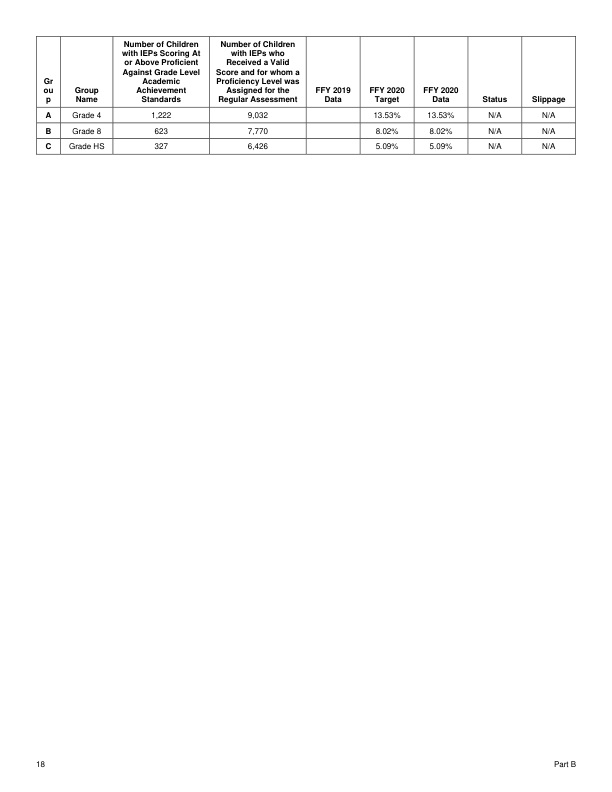 Gr
ou
p
Group
Name
Number of Children
with IEPs Scoring At
or Above Proficient
Against Grade Level
Academic
Achievement
Standards
Number of Children
with IEPs who
Received a Valid
Score and for whom a
Proficiency Level was
Assigned for the
Regular Assessment
FFY 2019
Data
FFY 2020
Target
FFY 2020
Data
Status
Slippage
A Grade 4 1,222 9,032 13.53% 13.53% N/A N/A
B Grade 8 623 7,770 8.02% 8.02% N/A N/A
C Grade HS 327 6,426 5.09% 5.09% N/A N/A
18 Part B